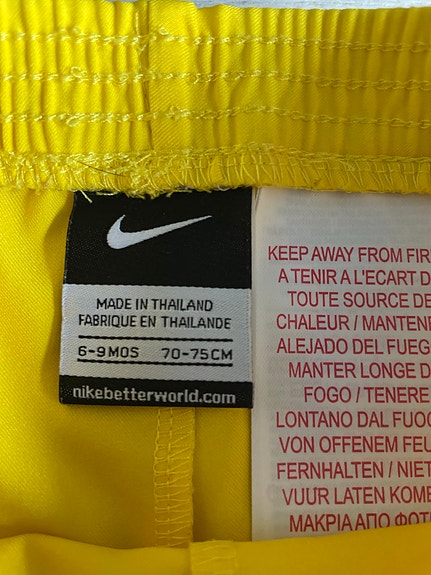 MADE IN THAILAND
FABRIQUE EN THAILANDE
6-9MOS 70-75CM
nikebetterworld.com
KEEP AWAY FROM FIR
A TENIR A L'ECART D
TOUTE SOURCE DE
CHALEUR / MANTENE
ALEJADO DEL FUEG
MANTER LONGE D
FOGO / TENERE
LONTANO DAL FUOC
VON OFFENEM FEU
FERNHALTEN / NIET
VUUR LATEN KOME
ΜΑΚΡΙΑ ΑΠΟ ΦΩΤ